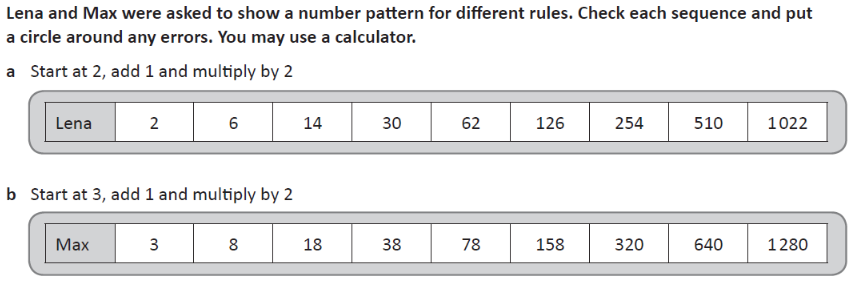 Lena and Max were asked to show a number pattern for different rules. Check each sequence and put
a circle around any errors. You may use a calculator.
a Start at 2, add 1 and multiply by 2
Lena 2 6 14 30 62 126 254 510 1022
b Start at 3, add 1 and multiply by 2
Max 3 8 18 38 78 158 320 640 1280